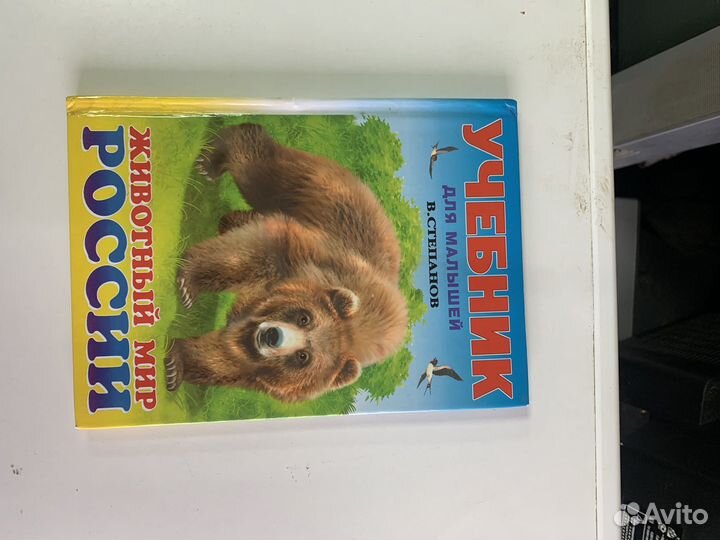 УЧЕБНИК
ДЛЯ МАЛЫШЕЙ
В.СТЕПАНОВ
ЖИВОТНЫЙ МИР
РОССИИ
Avito